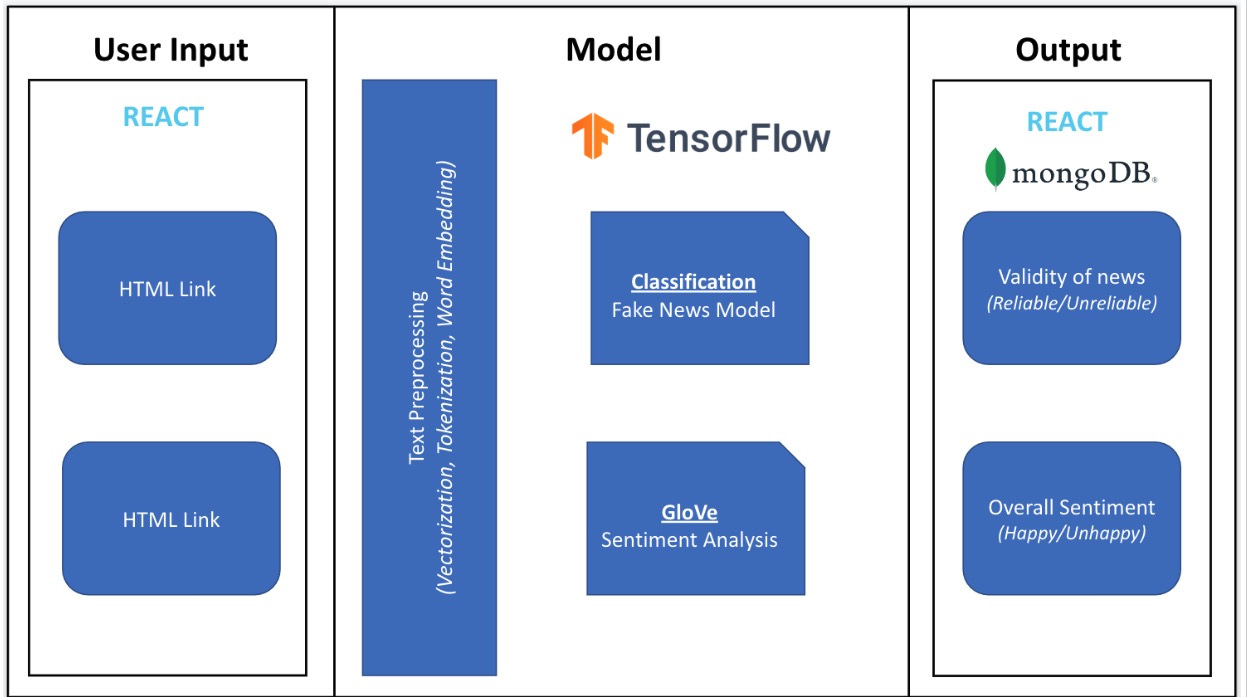 User Input
REACT
HTML Link
HTML Link
Model
Text Preprocessing
(Vectorization, Tokenization, Word Embedding)
TensorFlow
Classification
Fake News Model
GloVe
Sentiment Analysis
Output
REACT
mongoDB®
Validity of news
(Reliable/Unreliable)
Overall Sentiment
(Happy/Unhappy)